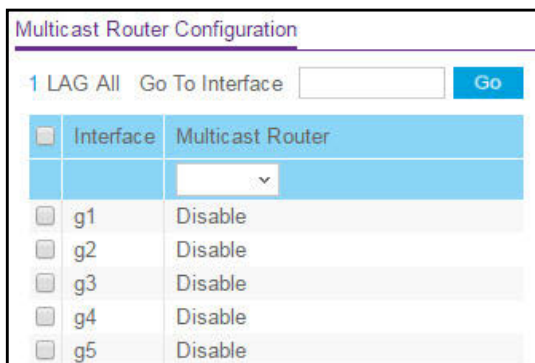 Multicast Router Configuration
1 LAG All Go To Interface Go
Interface Multicast Router
g1 Disable
g2 Disable
g3 Disable
g4 Disable
g5 Disable